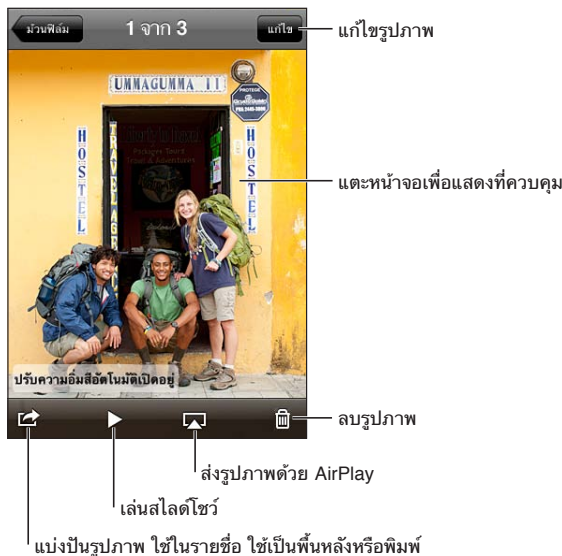 ม้วนฟิล์ม 1 จาก 3 แก้ไข
แก้ไขรูปภาพ
UMMAGUMMA II
PROTEGE
HOSTEL
HOSTEL
TRAVEL AGE
Packages Tours
Travel & Adventures
แตะหน้าจอเพื่อแสดงที่ควบคุม
ปรับความอิ่มสีอัตโนมัติเปิดอยู่
ลบรูปภาพ
ส่งรูปภาพด้วย AirPlay
เล่นสไลด์โชว์
แบ่งปันรูปภาพ ใช้ในรายชื่อ ใช้เป็นพื้นหลังหรือพิมพ์